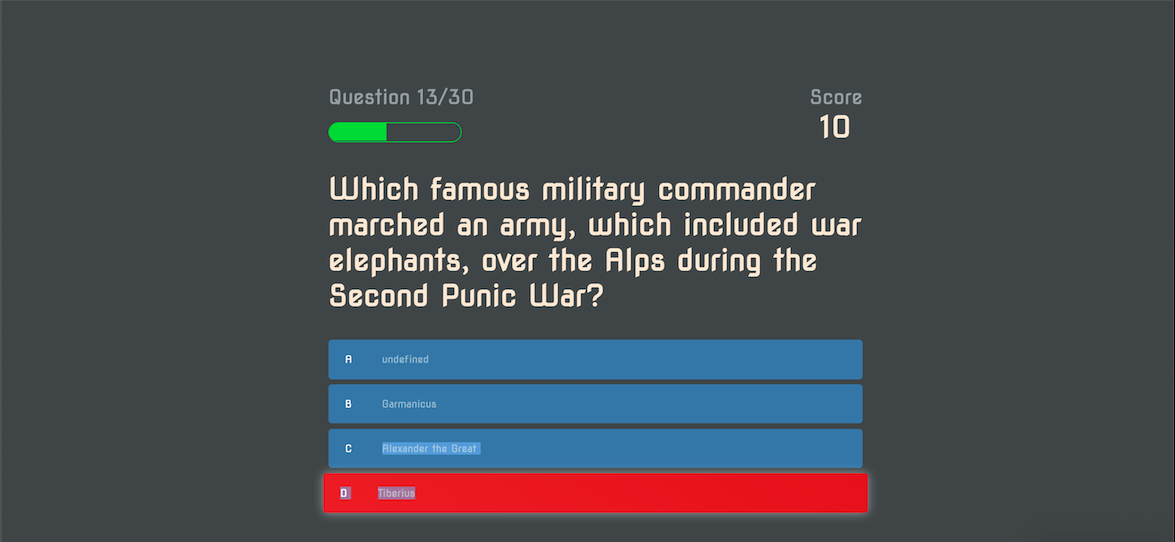 Question 13/30
Score
10
Which famous military commander
marched an army, which included war
elephants, over the Alps during the
Second Punic War?
A undefined
B Garmanicus
C Alexander the Great
D Tiberius